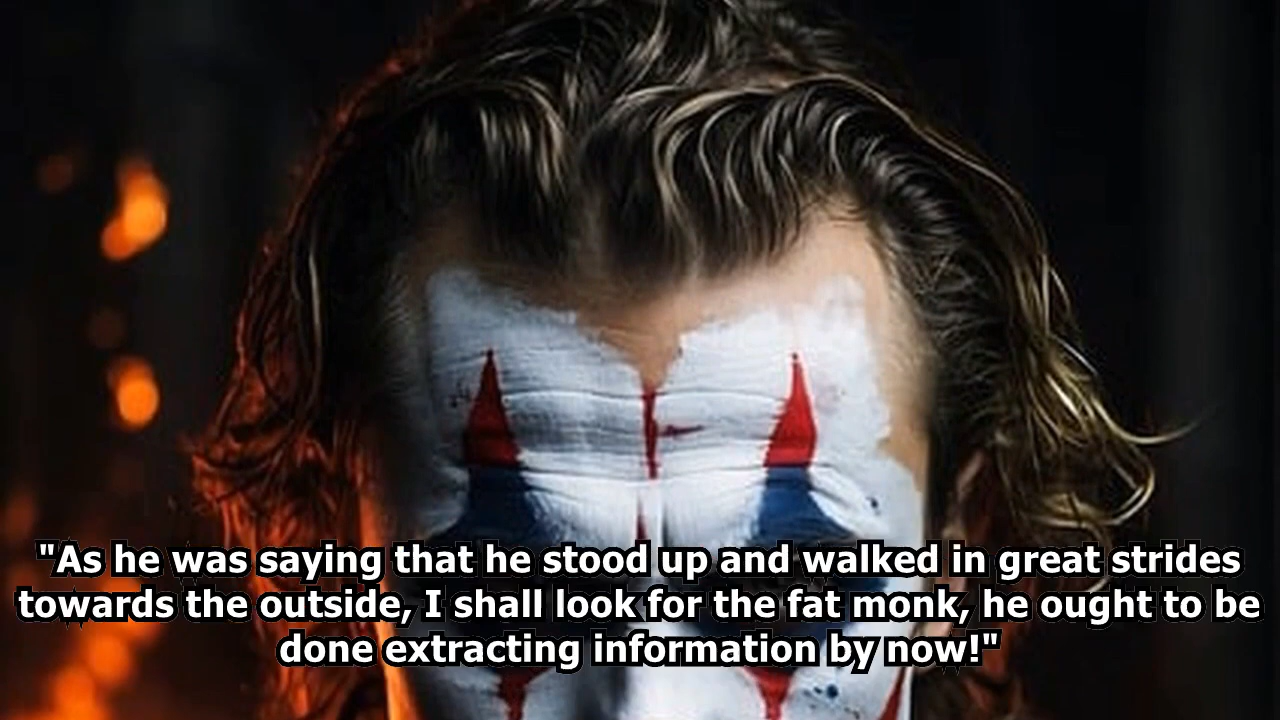 "As he was saying that he stood up and walked in great strides
towards the outside, I shall look for the fat monk, he ought to be
done extracting information by now!"